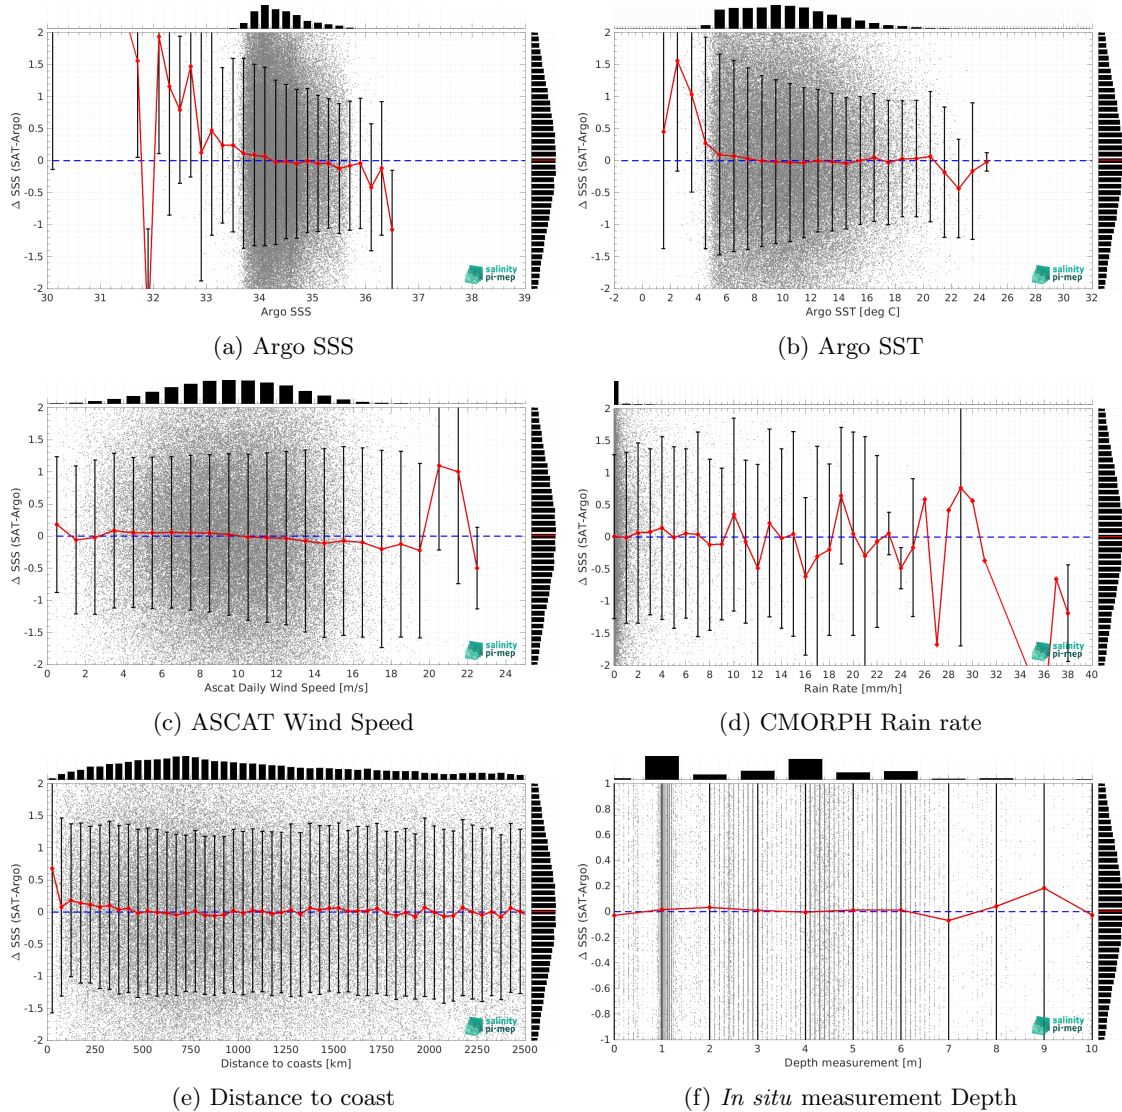 2
1.5
1
0.5
0
-0.5
-1
-1.5
-2
Δ SSS (SAT-Argo)
30 31 32 33 34 35 36 37 38 39
Argo SSS
salinity
pi-mep
(a) Argo SSS
2
1.5
1
0.5
0
-0.5
-1
-1.5
-2
Δ SSS (SAT-Argo)
-2 0 2 4 6 8 10 12 14 16 18 20 22 24 26 28 30 32
Argo SST [deg C]
salinity
pi-mep
(b) Argo SST
2
1.5
1
0.5
0
-0.5
-1
-1.5
-2
Δ SSS (SAT-Argo)
0 2 4 6 8 10 12 14 16 18 20 22 24
Ascat Daily Wind Speed [m/s]
salinity
pi-mep
(c) ASCAT Wind Speed
2
1.5
1
0.5
0
-0.5
-1
-1.5
-2
Δ SSS (SAT-Argo)
0 2 4 6 8 10 12 14 16 18 20 22 24 26 28 30 32 34 36 38 40
Rain Rate [mm/h]
salinity
pi-mep
(d) CMORPH Rain rate
2
1.5
1
0.5
0
-0.5
-1
-1.5
-2
Δ SSS (SAT-Argo)
0 250 500 750 1000 1250 1500 1750 2000 2250 2500
Distance to coasts [km]
salinity
pi-mep
(e) Distance to coast
1
0.8
0.6
0.4
0.2
0
-0.2
-0.4
-0.6
-0.8
-1
Δ SSS (SAT-Argo)
0 1 2 3 4 5 6 7 8 9 10
Depth measurement [m]
salinity
pi-mep
(f) In situ measurement Depth